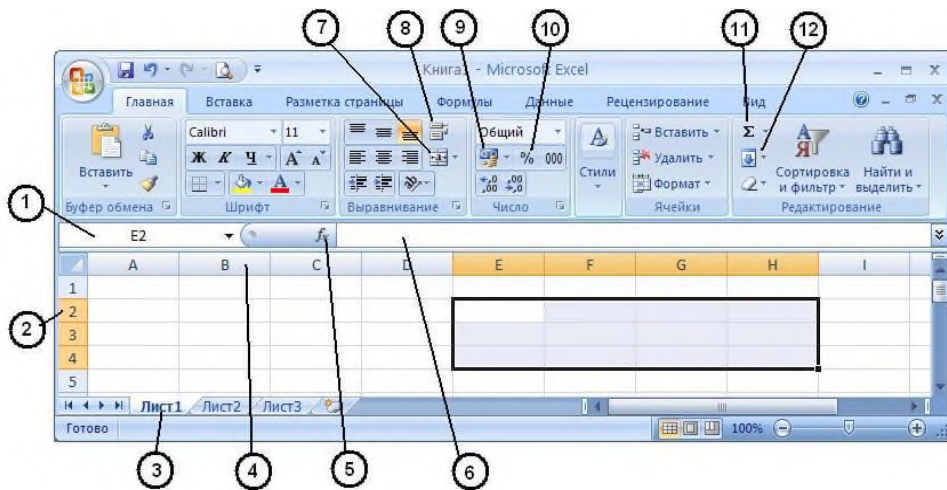 7 8 9 10 11 12
Книга1 - Microsoft Excel
Главная Вставка Разметка страницы Формулы Данные Рецензирование Вид
Calibri 11 Общий Вставить Σ
Ж К Ч А А % 000 Удалить
Вставить А Стили Формат Сортировка и фильтр Найти и выделить
Буфер обмена Шрифт Выравнивание Число Ячейки Редактирование
1 E2 fx
A B C D E F G H I
1
2 2
3
4
5
Лист1 Лист2 Лист3
Готово 100%
3 4 5 6